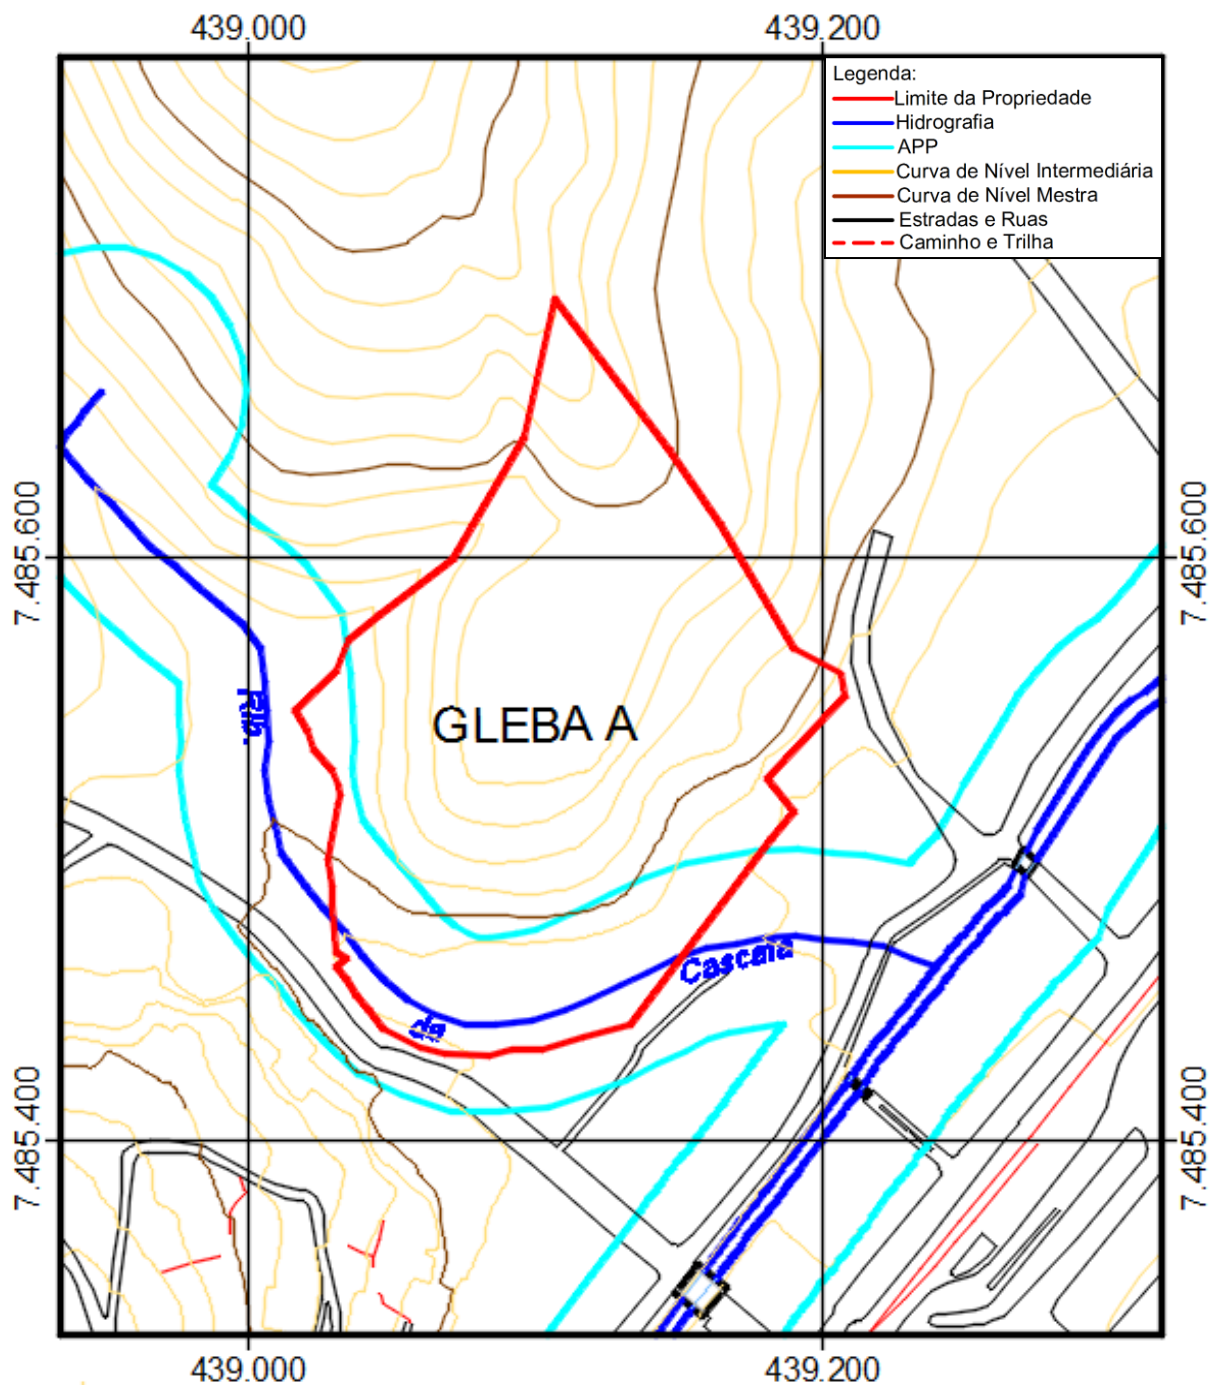 439.000
439.200
Legenda:
Limite da Propriedade
Hidrografia
APP
Curva de Nível Intermediária
Curva de Nível Mestra
Estradas e Ruas
Caminho e Trilha
7.485.600
7.485.600
Rib.
GLEBA A
da
Cascata
7.485.400
7.485.400
439.000
439.200